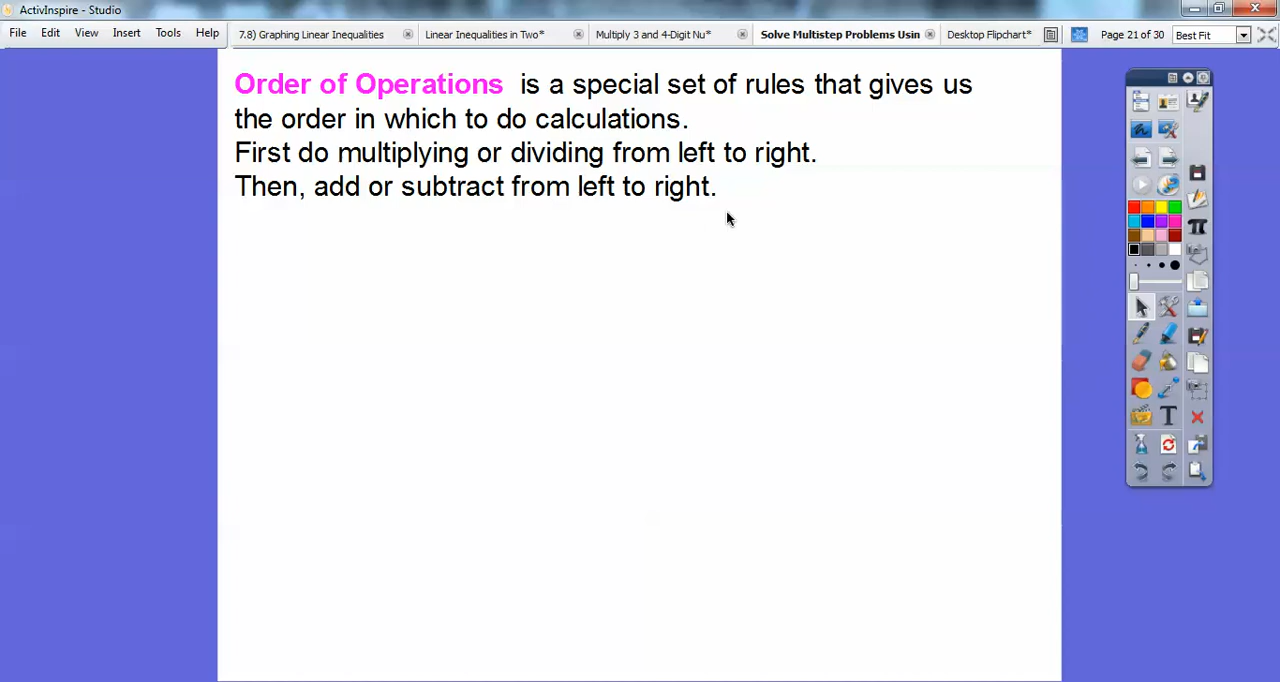 ActivInspire - Studio
File Edit View Insert Tools Help 7.8) Graphing Linear Inequalities Linear Inequalities in Two* Multiply 3 and 4-Digit Nu* Solve Multistep Problems Usin Desktop Flipchart* Page 21 of 30 Best Fit
Order of Operations is a special set of rules that gives us
the order in which to do calculations.
First do multiplying or dividing from left to right.
Then, add or subtract from left to right.